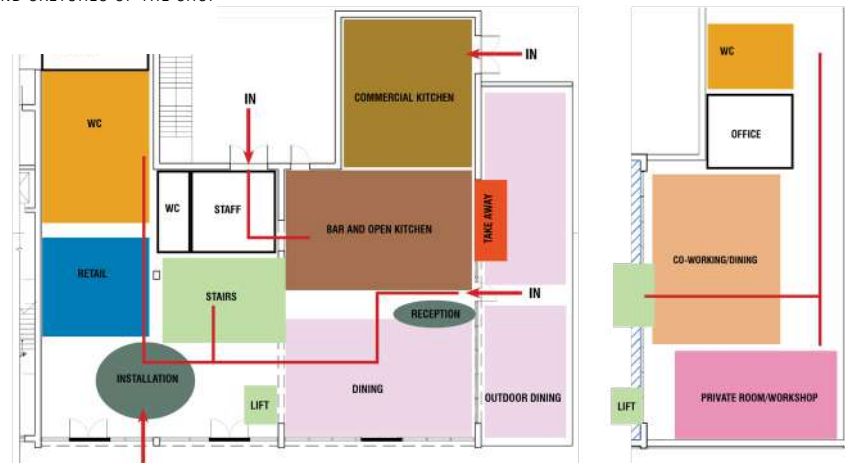 WC
IN
COMMERCIAL KITCHEN
IN
WC
STAFF
BAR AND OPEN KITCHEN
TAKE AWAY
RETAIL
STAIRS
IN
RECEPTION
INSTALLATION
LIFT
DINING
OUTDOOR DINING
WC
OFFICE
CO-WORKING/DINING
LIFT
PRIVATE ROOM/WORKSHOP